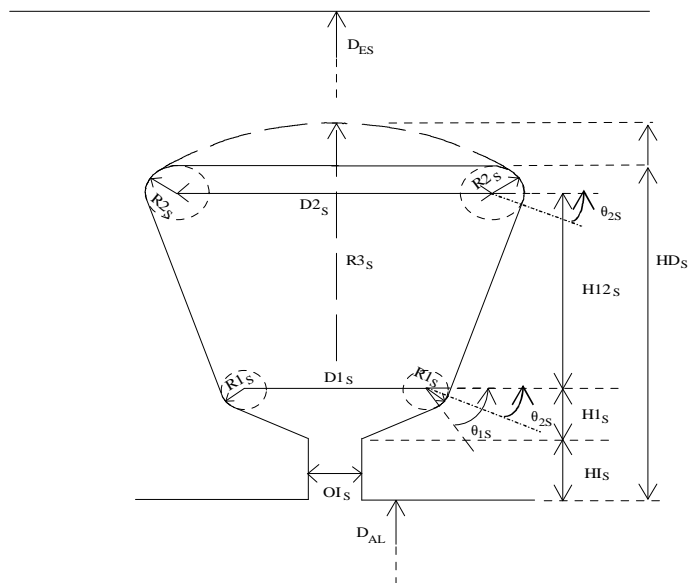 D_ES
R2_S
R2_S
D2_S
θ_2S
R3_S
HD_S
H12_S
R1_S
D1_S
R1_S
θ_1S
θ_2S
H1_S
HI_S
OI_S
D_AL